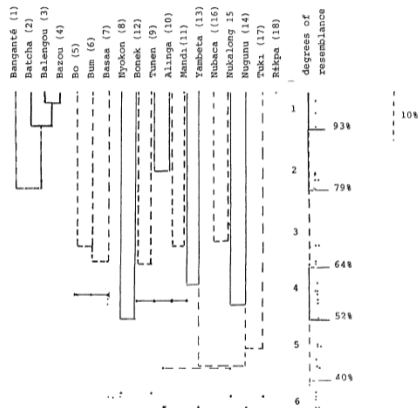 Banganté (1)
Batcha (2)
Balengou (3)
Bazou (4)
Bo (5)
Bum (6)
Basaa (7)
Nyokon (8)
Bonek (12)
Tunen (9)
Alinga (10)
Mandi (11)
Yambeta (13)
Nubaca ((16)
Nukalong 15
Nugunu (14)
Tuki (17)
Rikpa (18)
degrees of
resemblance
1
93%
10%
2
79%
3
64%
4
52%
5
40%
6